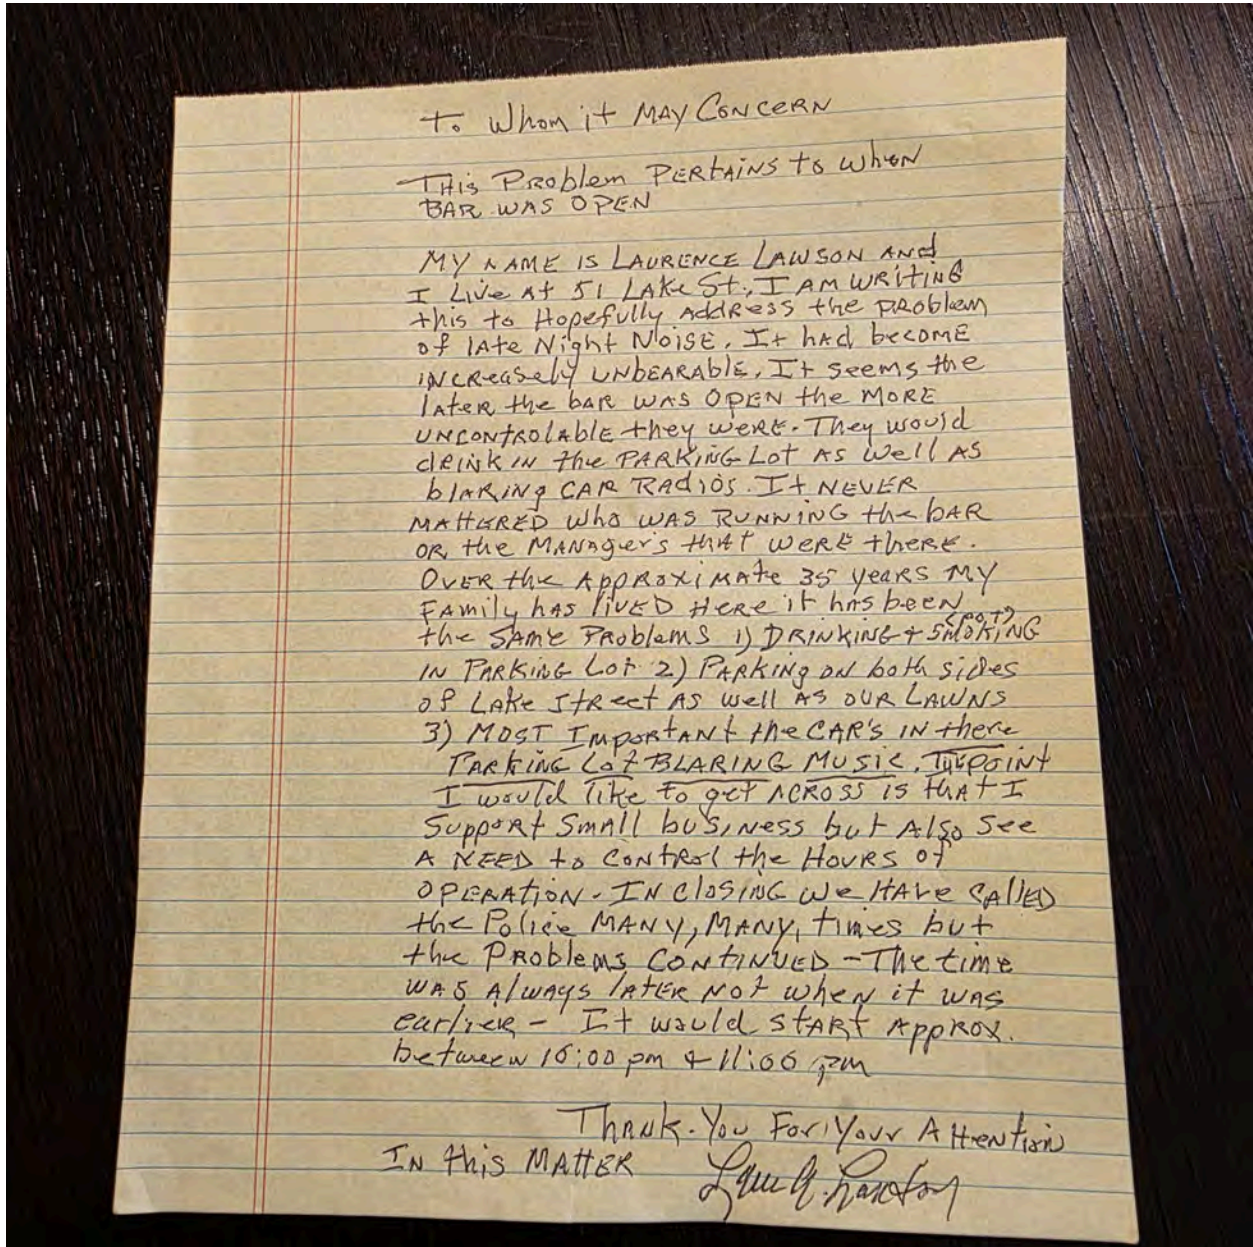 To Whom it MAY CONCERN
This Problem PERTAINS to when
BAR WAS OPEN
MY NAME IS LAURENCE LAWSON ANd
I Live At 51 LAke St., I AM WRITING
this to Hopefully Address the problem
of lAte Night NOISE. It had become
INCReasely UNBEARABLE. It seems the
lAteR the bAR WAS OPEN the MORE
UNCONTROlAble they WERE. They would
dRINK IN the PARKING Lot AS well AS
blARINg CAR RAdios. It NEVER
MAttERED Who WAS RUNNING the bAR
OR the MANAgers thAt WERE thERE.
OVER the ApproxiMAte 35 years MY
FAMily hAs lIVED HERE it hAs been
the SAMe Problems 1) DRINKING + SMOKING
(Pot)
IN PARKING Lot 2) PARKINg ON both sides
of LAke StReet AS well AS OUR LAWNS
3) MOST IMportANt the CAR'S IN there
PARKING Lot BLARING MUSIC. THE POINT
I would like to get ACROSS is thAt I
Support Small busINess but Also see
A NEED to CONTROl the HOURS of
OPERATION. IN ClOSING WE HAVE CAllED
the Police MANY, MANY, times but
the PRoblems CONTINUED - The time
WAS AlWAYS lAtER Not wheN it WAS
earlieR - It would stARt AppRox.
between 10:00 pm + 11:00 pm
ThANK-You FoR Your AttentioN
IN this MAttER